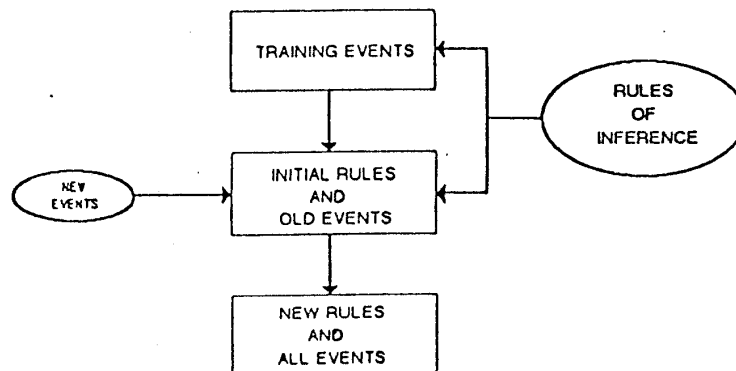 TRAINING EVENTS
RULES
OF
INFERENCE
INITIAL RULES
AND
OLD EVENTS
NEW
EVENTS
NEW RULES
AND
ALL EVENTS